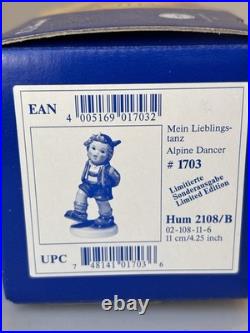 EAN
4 005169 017032
Mein Lieblings-
tanz
Alpine Dancer
# 1703
Limitierte
Sonderausgabe
Limited Edition
Hum 2108/B
02-108-11-6
11 cm/4.25 inch
UPC
7 48141 01703 6